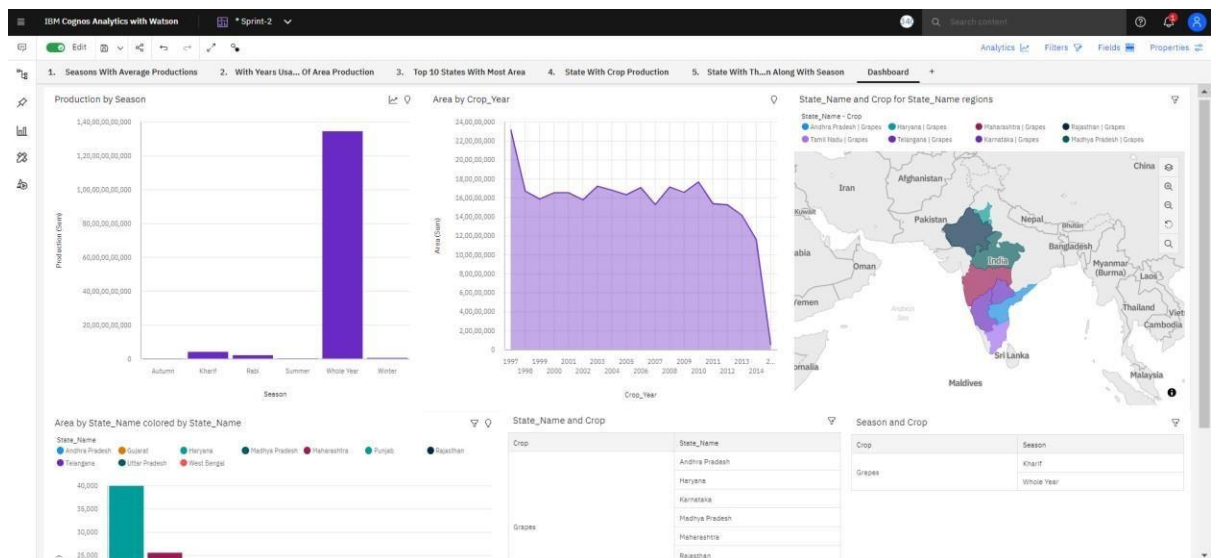 IBM Cognos Analytics with Watson
* Sprint-2
Search content
Edit
Analytics
Filters
Fields
Properties
1. Seasons With Average Productions
2. With Years Usa... Of Area Production
3. Top 10 States With Most Area
4. State With Crop Production
5. State With Th...n Along With Season
Dashboard
+
Production by Season
1,40,00,00,00,000
1,20,00,00,00,000
1,00,00,00,00,000
80,00,00,00,000
60,00,00,00,000
40,00,00,00,000
20,00,00,00,000
0
Production (Sum)
Autumn Kharif Rabi Summer Whole Year Winter
Season
Area by Crop_Year
24,00,00,000
22,00,00,000
20,00,00,000
18,00,00,000
16,00,00,000
14,00,00,000
12,00,00,000
10,00,00,000
8,00,00,000
6,00,00,000
4,00,00,000
2,00,00,000
0
Area (Sum)
1997 1999 2001 2003 2005 2007 2009 2011 2013 2...
1998 2000 2002 2004 2006 2008 2010 2012 2014
Crop_Year
State_Name and Crop for State_Name regions
State_Name - Crop
Andhra Pradesh | Grapes Haryana | Grapes Maharashtra | Grapes Rajasthan | Grapes
Tamil Nadu | Grapes Telangana | Grapes Karnataka | Grapes Madhya Pradesh | Grapes
China
Afghanistan
Iran
Kuwait
Pakistan
Nepal
Bhutan
abia
Bangladesh
India
Oman
Myanmar
(Burma)
Laos
Yemen
Arabian
Sea
Thailand
Viet
Cambodia
Sri Lanka
omalia
Malaysia
Maldives
Area by State_Name colored by State_Name
State_Name
Andhra Pradesh Gujarat Haryana Madhya Pradesh Maharashtra Punjab Rajasthan
Telangana Uttar Pradesh West Bengal
40,000
35,000
30,000
25,000
State_Name and Crop
Crop State_Name
Andhra Pradesh
Haryana
Karnataka
Madhya Pradesh
Grapes
Maharashtra
Rajasthan
Season and Crop
Crop Season
Grapes
Kharif
Whole Year